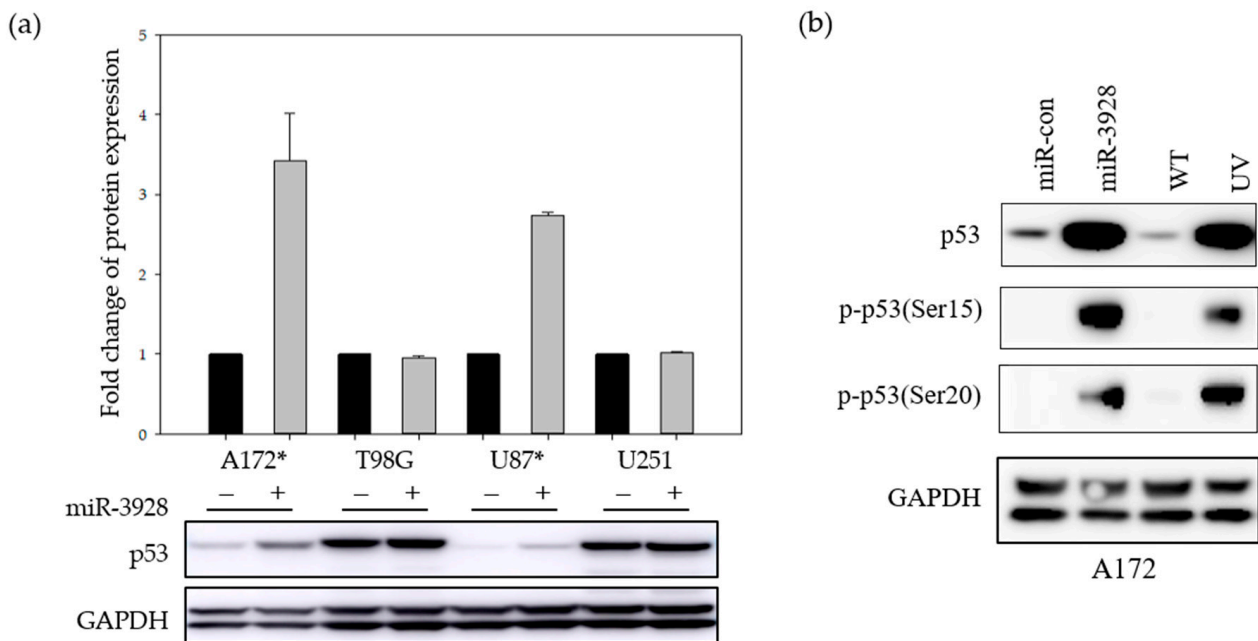 (a)
Fold change of protein expression
5
4
3
2
1
0
A172* T98G U87* U251
miR-3928 – + – + – + – +
p53
GAPDH
(b)
miR-con miR-3928 WT UV
p53
p-p53(Ser15)
p-p53(Ser20)
GAPDH
A172